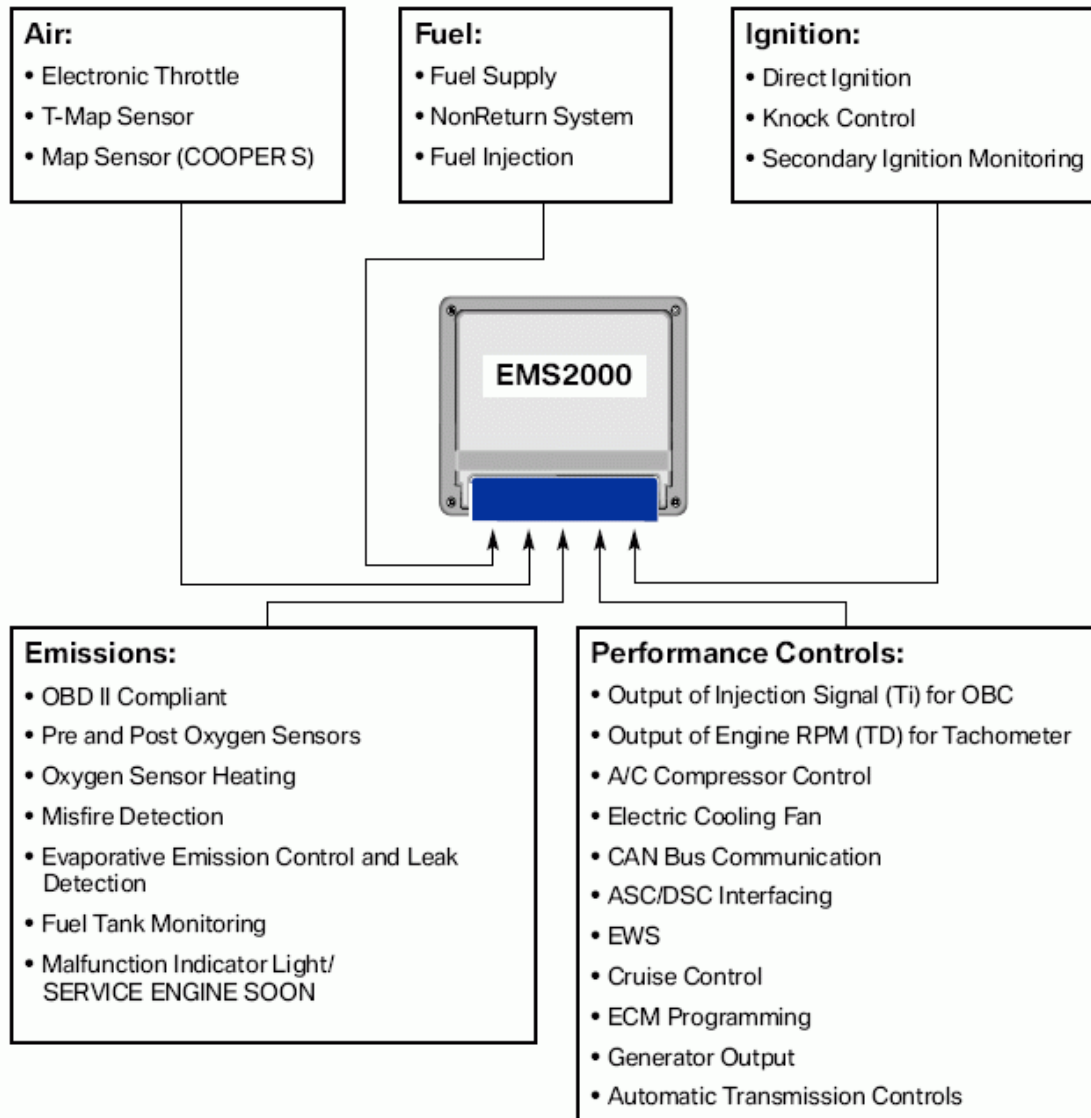 Air:
• Electronic Throttle
• T-Map Sensor
• Map Sensor (COOPER S)
Fuel:
• Fuel Supply
• NonReturn System
• Fuel Injection
Ignition:
• Direct Ignition
• Knock Control
• Secondary Ignition Monitoring
EMS2000
Emissions:
• OBD II Compliant
• Pre and Post Oxygen Sensors
• Oxygen Sensor Heating
• Misfire Detection
• Evaporative Emission Control and Leak
Detection
• Fuel Tank Monitoring
• Malfunction Indicator Light/
SERVICE ENGINE SOON
Performance Controls:
• Output of Injection Signal (Ti) for OBC
• Output of Engine RPM (TD) for Tachometer
• A/C Compressor Control
• Electric Cooling Fan
• CAN Bus Communication
• ASC/DSC Interfacing
• EWS
• Cruise Control
• ECM Programming
• Generator Output
• Automatic Transmission Controls